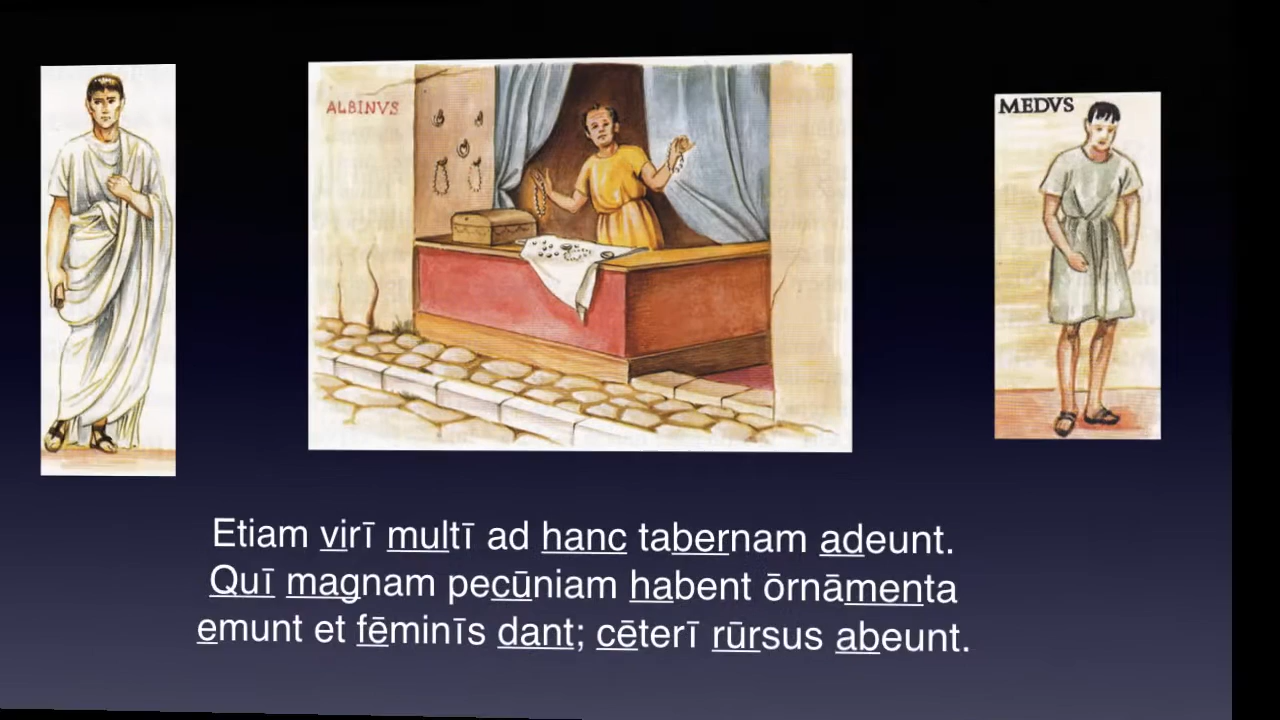 ALBINVS
MEDVS
Etiam virī multī ad hanc tabernam adeunt.
Quī magnam pecūniam habent ōrnāmenta
emunt et fēminīs dant; cēterī rūrsus abeunt.